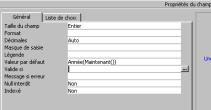 Propriétés du champ
Général Liste de choix
Taille du champ Entier
Format
Décimales Auto
Masque de saisie
Légende
Valeur par défaut Année(Maintenant())
Valide si ...
Message si erreur
Null interdit Non
Indexé Non
Un